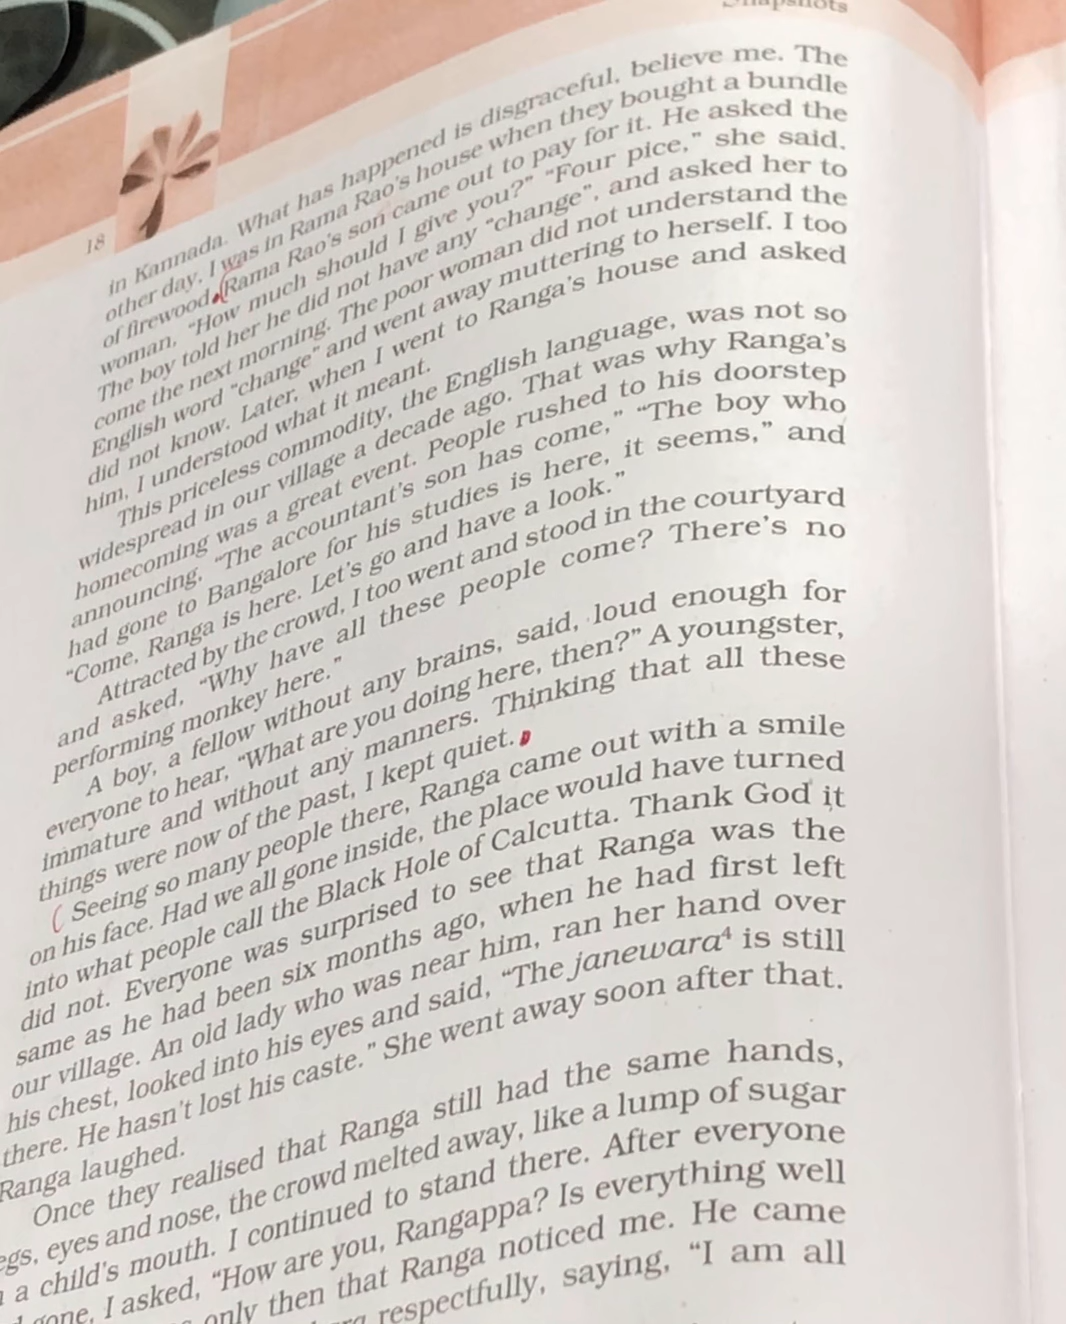 Snapshots
18
in Kannada. What has happened is disgraceful, believe me. The
other day, I was in Rama Rao's house when they bought a bundle
of firewood. Rama Rao's son came out to pay for it. He asked the
woman, "How much should I give you?" "Four pice," she said.
The boy told her he did not have any "change", and asked her to
come the next morning. The poor woman did not understand the
English word "change" and went away muttering to herself. I too
did not know. Later, when I went to Ranga's house and asked
him, I understood what it meant.
This priceless commodity, the English language, was not so
widespread in our village a decade ago. That was why Ranga's
homecoming was a great event. People rushed to his doorstep
announcing, "The accountant's son has come," "The boy who
had gone to Bangalore for his studies is here, it seems," and
"Come, Ranga is here. Let's go and have a look."
Attracted by the crowd, I too went and stood in the courtyard
and asked, "Why have all these people come? There's no
performing monkey here."
A boy, a fellow without any brains, said, loud enough for
everyone to hear, "What are you doing here, then?" A youngster,
immature and without any manners. Thinking that all these
things were now of the past, I kept quiet.
Seeing so many people there, Ranga came out with a smile
on his face. Had we all gone inside, the place would have turned
into what people call the Black Hole of Calcutta. Thank God it
did not. Everyone was surprised to see that Ranga was the
same as he had been six months ago, when he had first left
our village. An old lady who was near him, ran her hand over
his chest, looked into his eyes and said, "The janewara⁴ is still
there. He hasn't lost his caste." She went away soon after that.
Ranga laughed.
Once they realised that Ranga still had the same hands,
egs, eyes and nose, the crowd melted away, like a lump of sugar
a child's mouth. I continued to stand there. After everyone
gone, I asked, "How are you, Rangappa? Is everything well
only then that Ranga noticed me. He came
respectfully, saying, "I am all